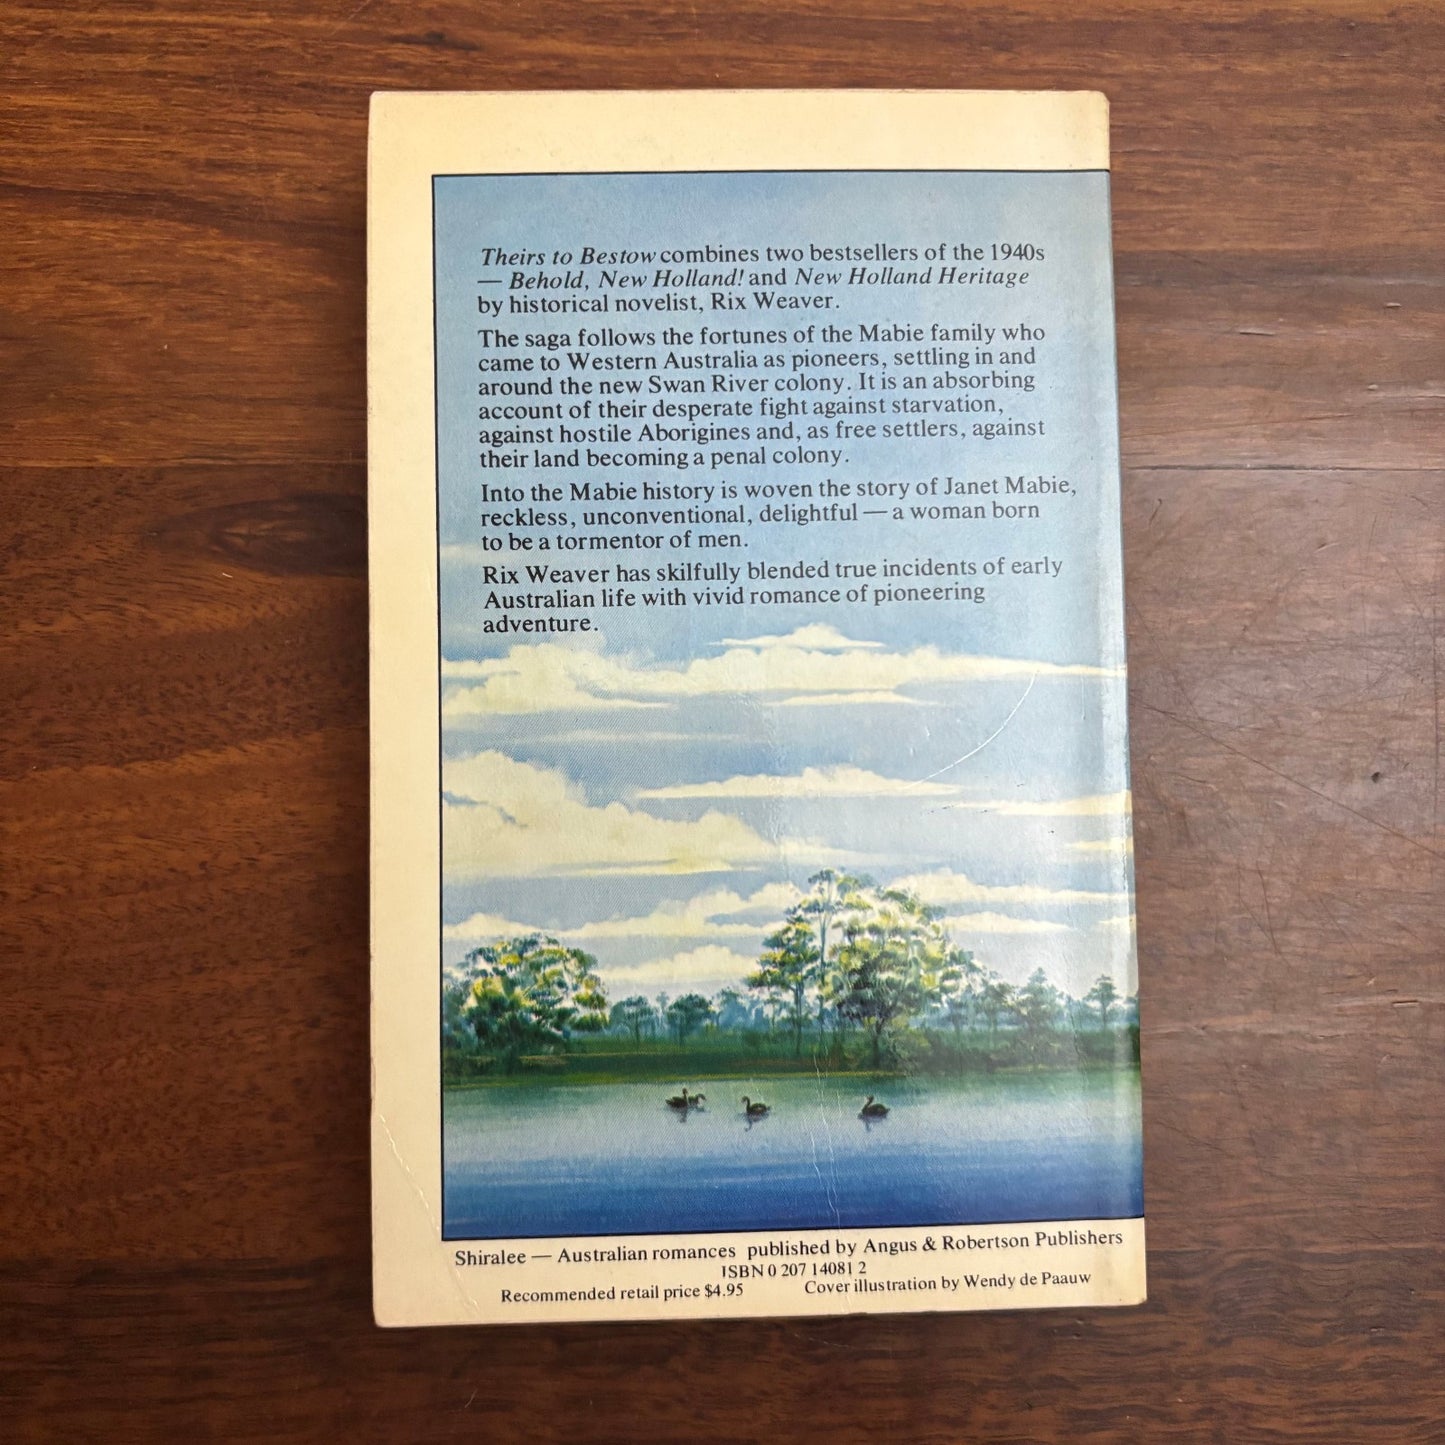 Theirs to Bestow combines two bestsellers of the 1940s
— Behold, New Holland! and New Holland Heritage
by historical novelist, Rix Weaver.
The saga follows the fortunes of the Mabie family who
came to Western Australia as pioneers, settling in and
around the new Swan River colony. It is an absorbing
account of their desperate fight against starvation,
against hostile Aborigines and, as free settlers, against
their land becoming a penal colony.
Into the Mabie history is woven the story of Janet Mabie,
reckless, unconventional, delightful — a woman born
to be a tormentor of men.
Rix Weaver has skilfully blended true incidents of early
Australian life with vivid romance of pioneering
adventure.
Shiralee — Australian romances published by Angus & Robertson Publishers
ISBN 0 207 14081 2
Recommended retail price $4.95 Cover illustration by Wendy de Paauw